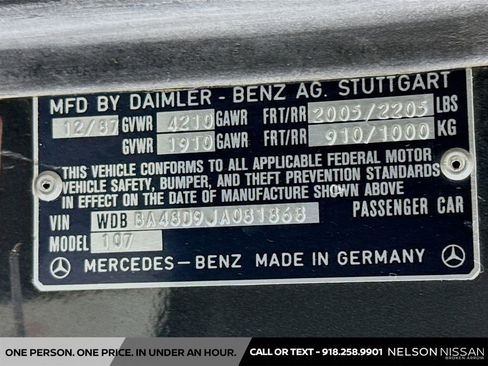 MFD BY DAIMLER - BENZ AG. STUTTGART
12/87 GVWR 4210 GAWR FRT/RR 2005/2205 LBS
GVWR 1910 GAWR FRT/RR 910/1000 KG
THIS VEHICLE CONFORMS TO ALL APPLICABLE FEDERAL MOTOR
VEHICLE SAFETY, BUMPER, AND THEFT PREVENTION STANDARDS
IN EFFECT ON THE DATE OF MANUFACTURE SHOWN ABOVE
VIN WDB BA48D9JA081868 PASSENGER CAR
MODEL 107
MERCEDES-BENZ MADE IN GERMANY
ONE PERSON. ONE PRICE. IN UNDER AN HOUR. CALL OR TEXT - 918.258.9901 NELSON NISSAN
BROKEN ARROW